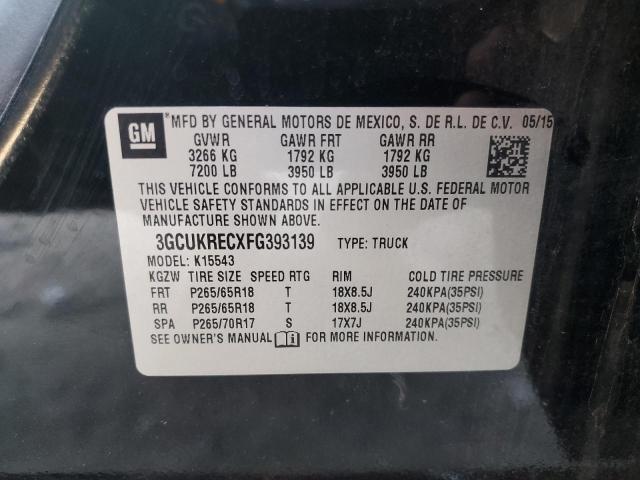 GM
*MFD BY GENERAL MOTORS DE MEXICO, S. DE R.L. DE C.V. 05/15
GVWR GAWR FRT GAWR RR
3266 KG 1792 KG 1792 KG
7200 LB 3950 LB 3950 LB
THIS VEHICLE CONFORMS TO ALL APPLICABLE U.S. FEDERAL MOTOR
VEHICLE SAFETY STANDARDS IN EFFECT ON THE DATE OF
MANUFACTURE SHOWN ABOVE.
3GCUKRECXFG393139 TYPE: TRUCK
MODEL: K15543
KGZW TIRE SIZE SPEED RTG RIM COLD TIRE PRESSURE
FRT P265/65R18 T 18X8.5J 240KPA(35PSI)
RR P265/65R18 T 18X8.5J 240KPA(35PSI)
SPA P265/70R17 S 17X7J 240KPA(35PSI)
SEE OWNER'S MANUAL FOR MORE INFORMATION.